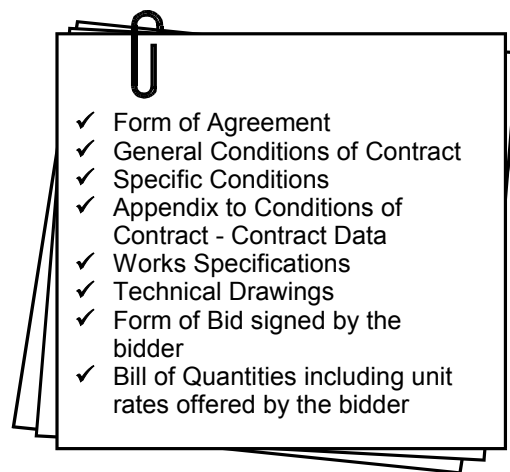 ✓ Form of Agreement
✓ General Conditions of Contract
✓ Specific Conditions
✓ Appendix to Conditions of
Contract - Contract Data
✓ Works Specifications
✓ Technical Drawings
✓ Form of Bid signed by the
bidder
✓ Bill of Quantities including unit
rates offered by the bidder